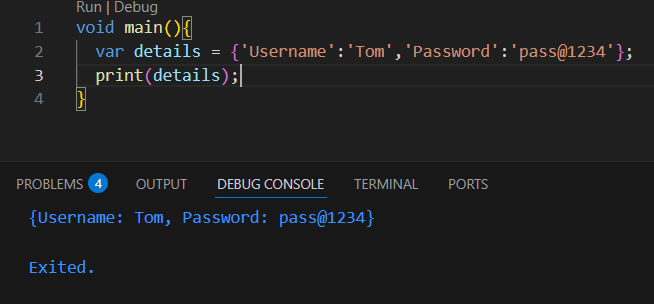 Run | Debug
1 void main(){
2 var details = {'Username':'Tom','Password':'pass@1234'};
3 print(details);
4 }
PROBLEMS 4 OUTPUT DEBUG CONSOLE TERMINAL PORTS
{Username: Tom, Password: pass@1234}
Exited.